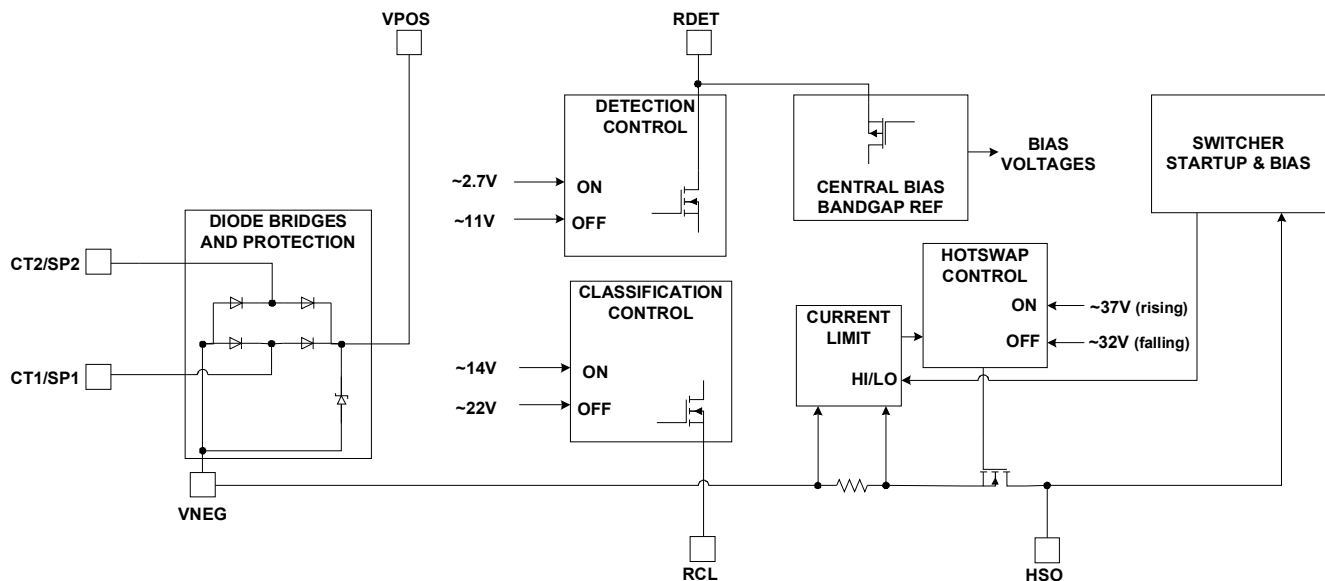 VPOS
RDET
DETECTION
CONTROL
~2.7V
ON
~11V
OFF
CENTRAL BIAS
BANDGAP REF
BIAS
VOLTAGES
SWITCHER
STARTUP & BIAS
DIODE BRIDGES
AND PROTECTION
CT2/SP2
CT1/SP1
VNEG
CLASSIFICATION
CONTROL
~14V
ON
~22V
OFF
RCL
CURRENT
LIMIT
HI/LO
HOTSWAP
CONTROL
ON
~37V (rising)
OFF
~32V (falling)
HSO